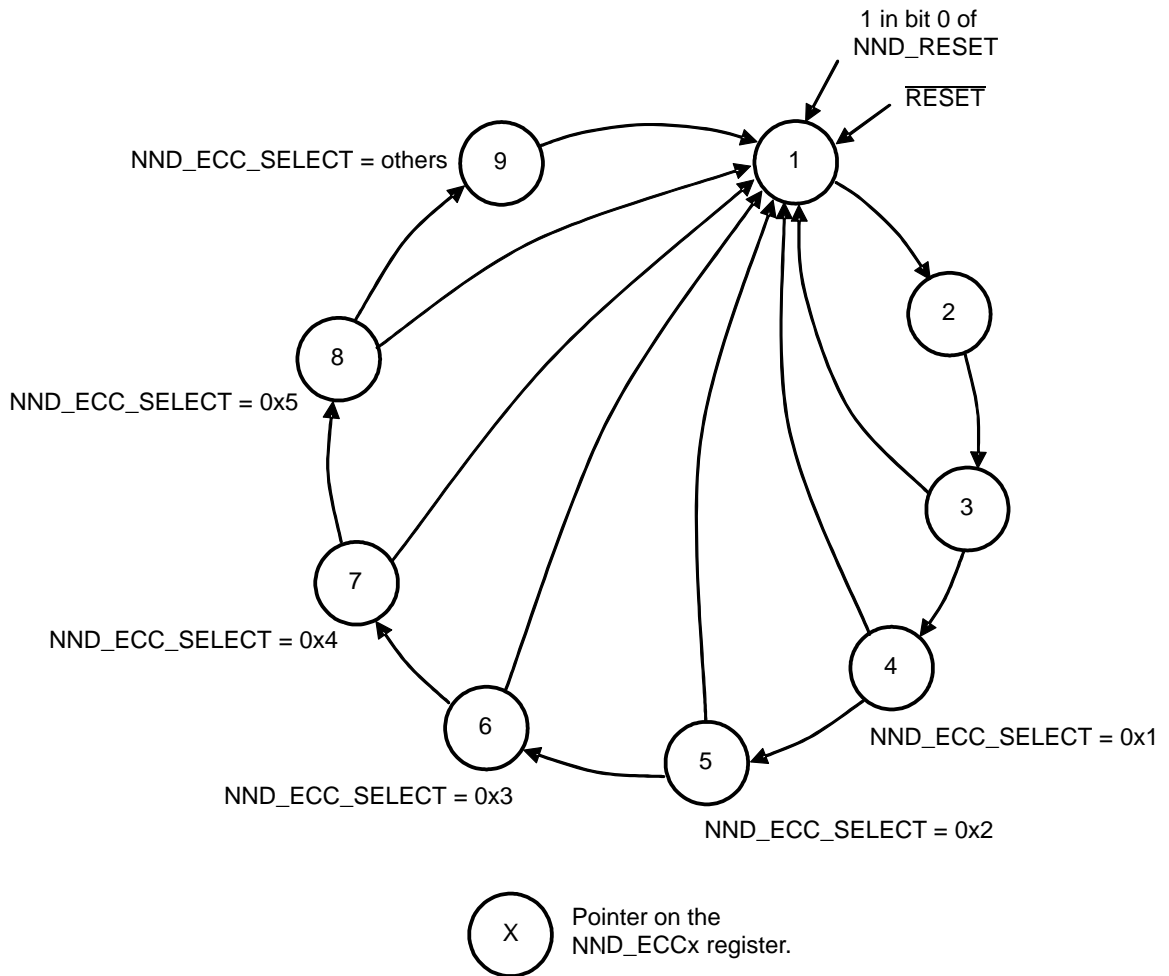 1 in bit 0 of
NND_RESET
RESET
NND_ECC_SELECT = others
9
1
2
8
NND_ECC_SELECT = 0x5
3
7
NND_ECC_SELECT = 0x4
4
NND_ECC_SELECT = 0x1
6
NND_ECC_SELECT = 0x3
5
NND_ECC_SELECT = 0x2
X
Pointer on the
NND_ECCx register.